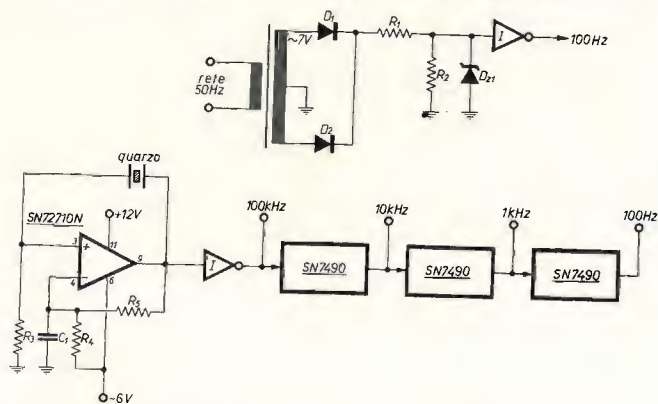 D1
~7V
R1
I
100Hz
rete
50Hz
R2
Dz1
D2
quarzo
SN72710N
+12V
100kHz
10kHz
1kHz
100Hz
3
+
11
9
4
-
6
I
SN7490
SN7490
SN7490
R5
R3
C1
R4
~6V